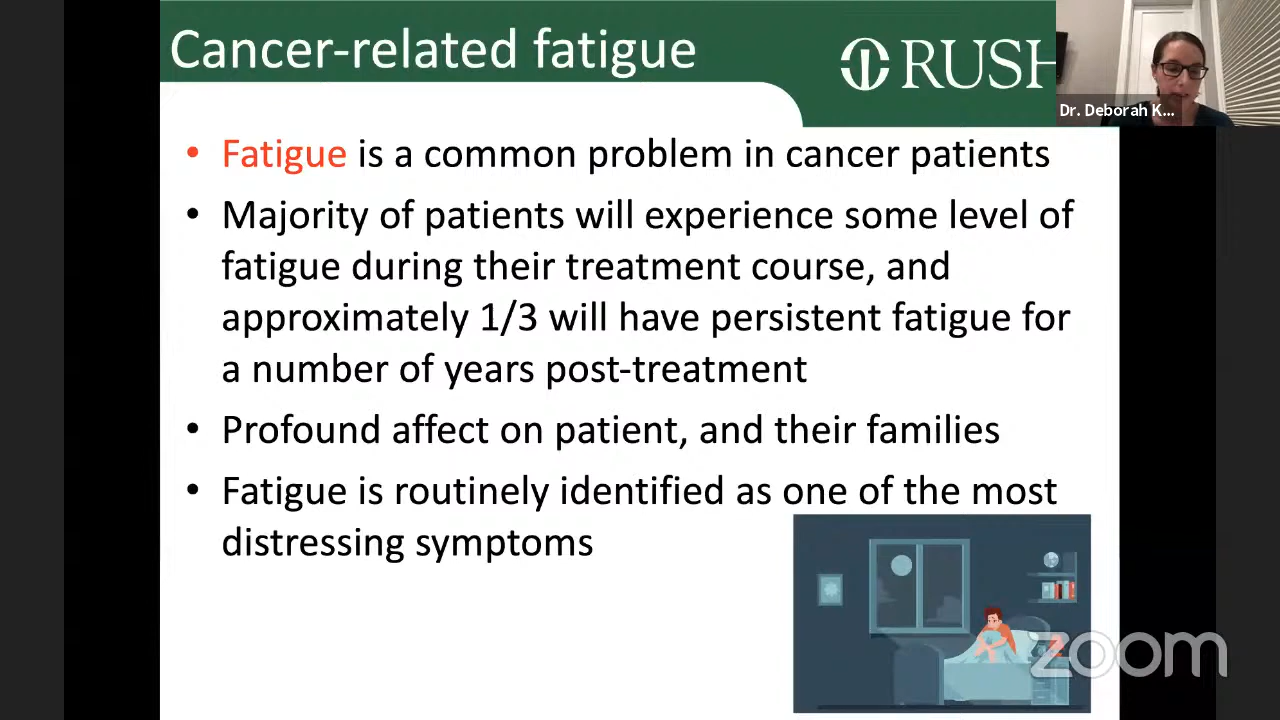 Cancer-related fatigue
RUSH
Dr. Deborah K...
• Fatigue is a common problem in cancer patients
• Majority of patients will experience some level of
fatigue during their treatment course, and
approximately 1/3 will have persistent fatigue for
a number of years post-treatment
• Profound affect on patient, and their families
• Fatigue is routinely identified as one of the most
distressing symptoms
zoom